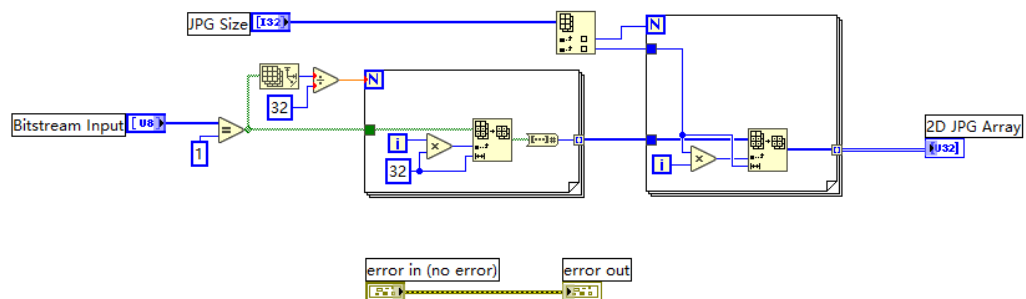 JPG Size
[I32]
N
N
32
Bitstream Input
[U8]
1
i
32
i
2D JPG Array
U32]
error in (no error)
error out